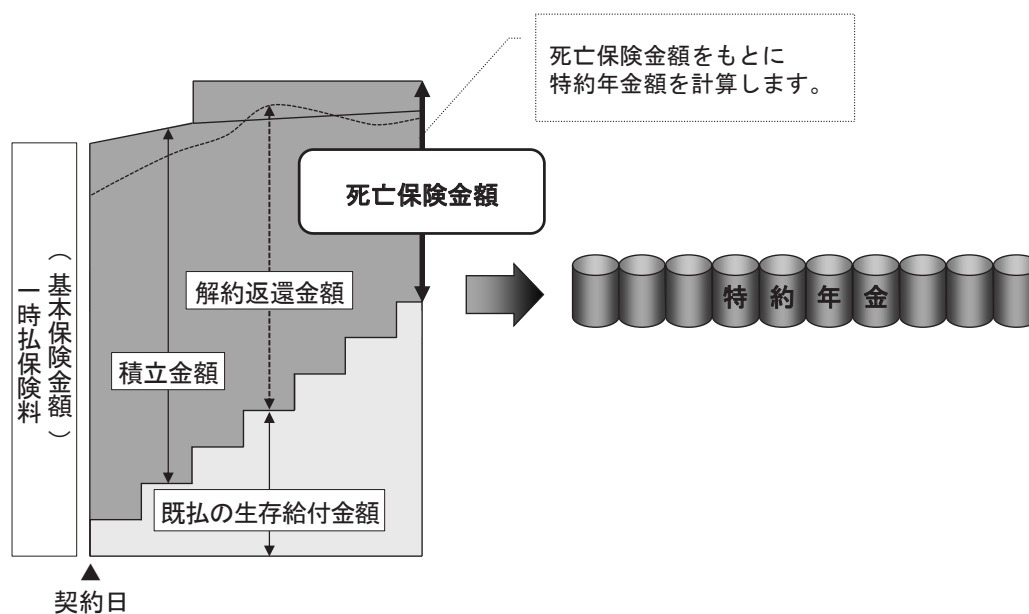 死亡保険金額をもとに
特約年金額を計算します。
死亡保険金額
一時払保険料
（基本保険金額）
解約返還金額
特約年金
積立金額
既払の生存給付金額
▲
契約日